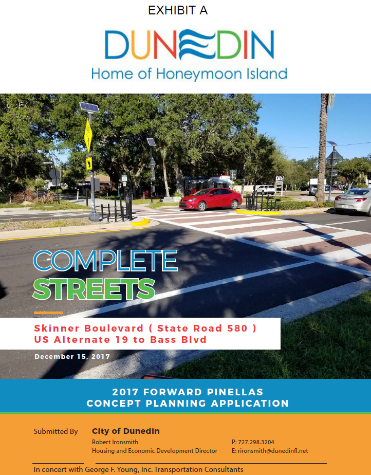 EXHIBIT A
DUNEDIN
Home of Honeymoon Island
COMPLETE
STREETS
Skinner Boulevard ( State Road 580 )
US Alternate 19 to Bass Blvd
December 15, 2017
2017 FORWARD PINELLAS
CONCEPT PLANNING APPLICATION
Submitted By City of Dunedin
Robert Ironsmith P: 727.298.3204
Housing and Economic Development Director E: rironsmith@dunedinfl.net
In concert with George F. Young, Inc. Transportation Consultants